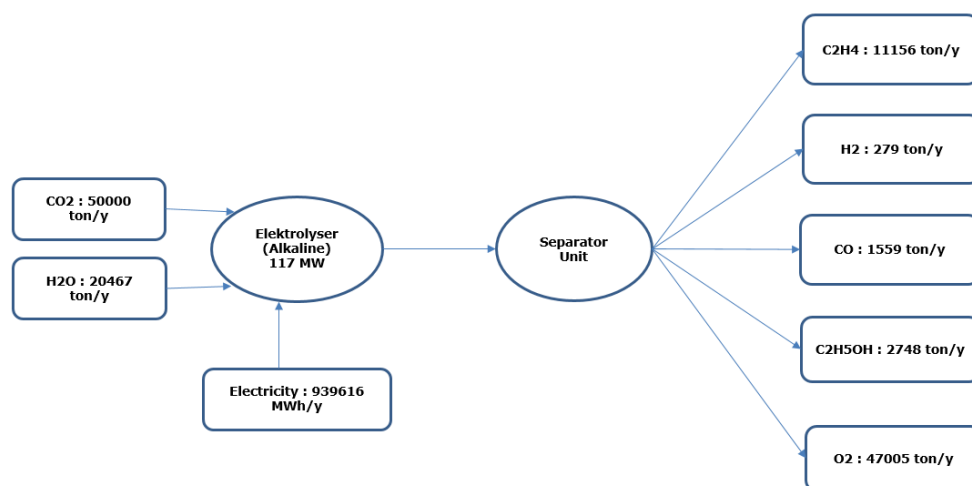 C2H4 : 11156 ton/y
H2 : 279 ton/y
CO2 : 50000
ton/y
Elektrolyser
(Alkaline)
117 MW
Separator
Unit
CO : 1559 ton/y
H2O : 20467
ton/y
C2H5OH : 2748 ton/y
Electricity : 939616
MWh/y
O2 : 47005 ton/y